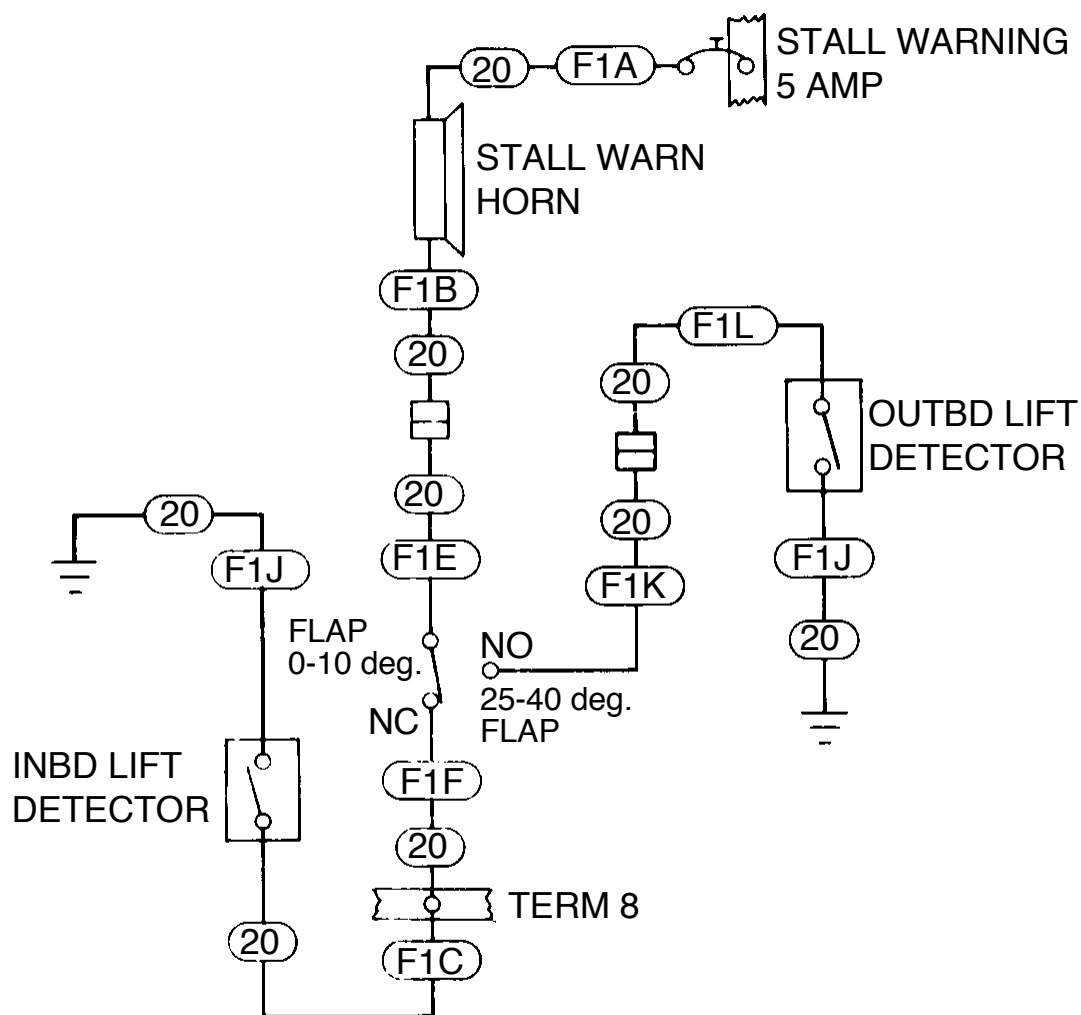 STALL WARNING
5 AMP
20
F1A
STALL WARN
HORN
F1B
20
20
F1E
F1L
20
20
F1K
OUTBD LIFT
DETECTOR
F1J
20
20
F1J
FLAP
0-10 deg.
NC
NO
25-40 deg.
FLAP
INBD LIFT
DETECTOR
F1F
20
TERM 8
F1C
20